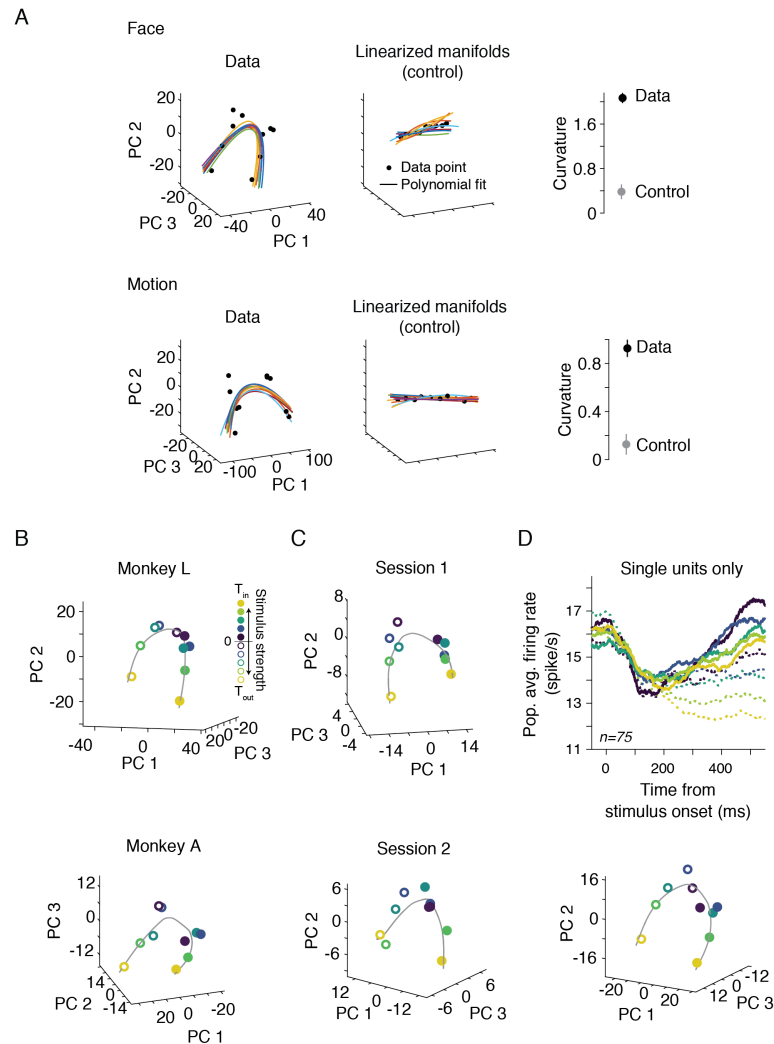 A
Face
Data
Linearized manifolds
(control)
20
0
-20
PC 2
-20
0
20
PC 3
-40
0
40
PC 1
Data point
Polynomial fit
1.6
0.8
0
Curvature
Data
Control
Motion
Data
Linearized manifolds
(control)
20
0
-20
PC 2
-20
0
20
PC 3
-100
0
100
PC 1
0.8
0.4
0
Curvature
Data
Control
B
Monkey L
20
0
-20
PC 2
-40
0
40
PC 1
20
0
-20
PC 3
Tin
0
Tout
Stimulus strength
Monkey A
12
0
-12
PC 3
14
0
-14
PC 2
20
0
-20
PC 1
C
Session 1
8
0
-8
PC 2
4
0
-4
PC 3
-14
0
14
PC 1
Session 2
6
0
-6
PC 2
12
0
-12
PC 1
-6
0
6
PC 3
D
Single units only
17
15
13
11
Pop. avg. firing rate
(spike/s)
n=75
0
200
400
Time from
stimulus onset (ms)
16
0
-16
PC 2
-20
0
20
PC 1
12
0
-12
PC 3